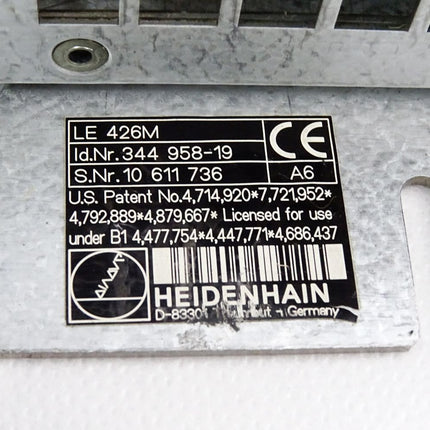 LE 426M
Id.Nr. 344 958-19
S.Nr. 10 611 736 A6
CE
U.S. Patent No.4,714,920*7,721,952*
4,792,889*4,879,667* Licensed for use
under B1 4,477,754*4,447,771*4,686,437
HEIDENHAIN
Germany